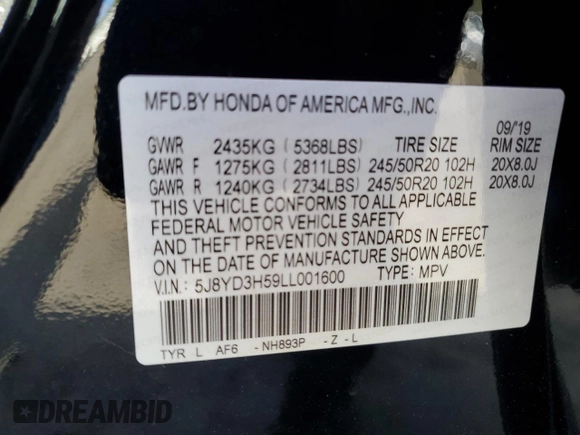 MFD.BY HONDA OF AMERICA MFG.,INC.
09/'19
GVWR 2435KG ( 5368LBS) TIRE SIZE RIM SIZE
GAWR F 1275KG ( 2811LBS) 245/50R20 102H 20X8.0J
GAWR R 1240KG ( 2734LBS) 245/50R20 102H 20X8.0J
THIS VEHICLE CONFORMS TO ALL APPLICABLE
FEDERAL MOTOR VEHICLE SAFETY
AND THEFT PREVENTION STANDARDS IN EFFECT
ON THE DATE OF MANUFACTURE SHOWN ABOVE.
V.I.N: 5J8YD3H59LL001600 TYPE: MPV
TYR L AF6 -NH893P -Z -L
DREAMBID